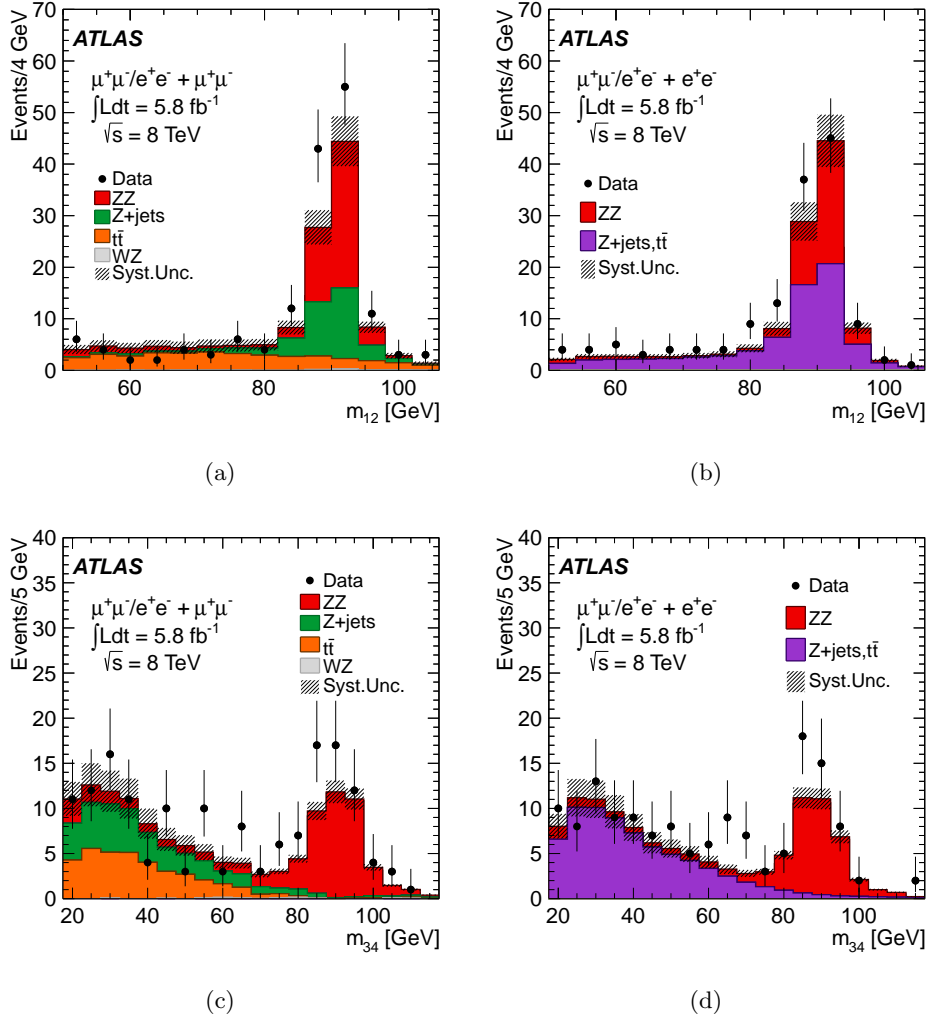 Events/4 GeV
70
60
50
40
30
20
10
0
ATLAS
μ⁺μ⁻/e⁺e⁻ + μ⁺μ⁻
∫Ldt = 5.8 fb⁻¹
√s = 8 TeV
Data
ZZ
Z+jets
tt̄
WZ
Syst.Unc.
60 80 100
m₁₂ [GeV]
(a)
Events/4 GeV
70
60
50
40
30
20
10
0
ATLAS
μ⁺μ⁻/e⁺e⁻ + e⁺e⁻
∫Ldt = 5.8 fb⁻¹
√s = 8 TeV
Data
ZZ
Z+jets,tt̄
Syst.Unc.
60 80 100
m₁₂ [GeV]
(b)
Events/5 GeV
40
35
30
25
20
15
10
5
0
ATLAS
μ⁺μ⁻/e⁺e⁻ + μ⁺μ⁻
∫Ldt = 5.8 fb⁻¹
√s = 8 TeV
Data
ZZ
Z+jets
tt̄
WZ
Syst.Unc.
20 40 60 80 100
m₃₄ [GeV]
(c)
Events/5 GeV
40
35
30
25
20
15
10
5
0
ATLAS
μ⁺μ⁻/e⁺e⁻ + e⁺e⁻
∫Ldt = 5.8 fb⁻¹
√s = 8 TeV
Data
ZZ
Z+jets,tt̄
Syst.Unc.
20 40 60 80 100
m₃₄ [GeV]
(d)